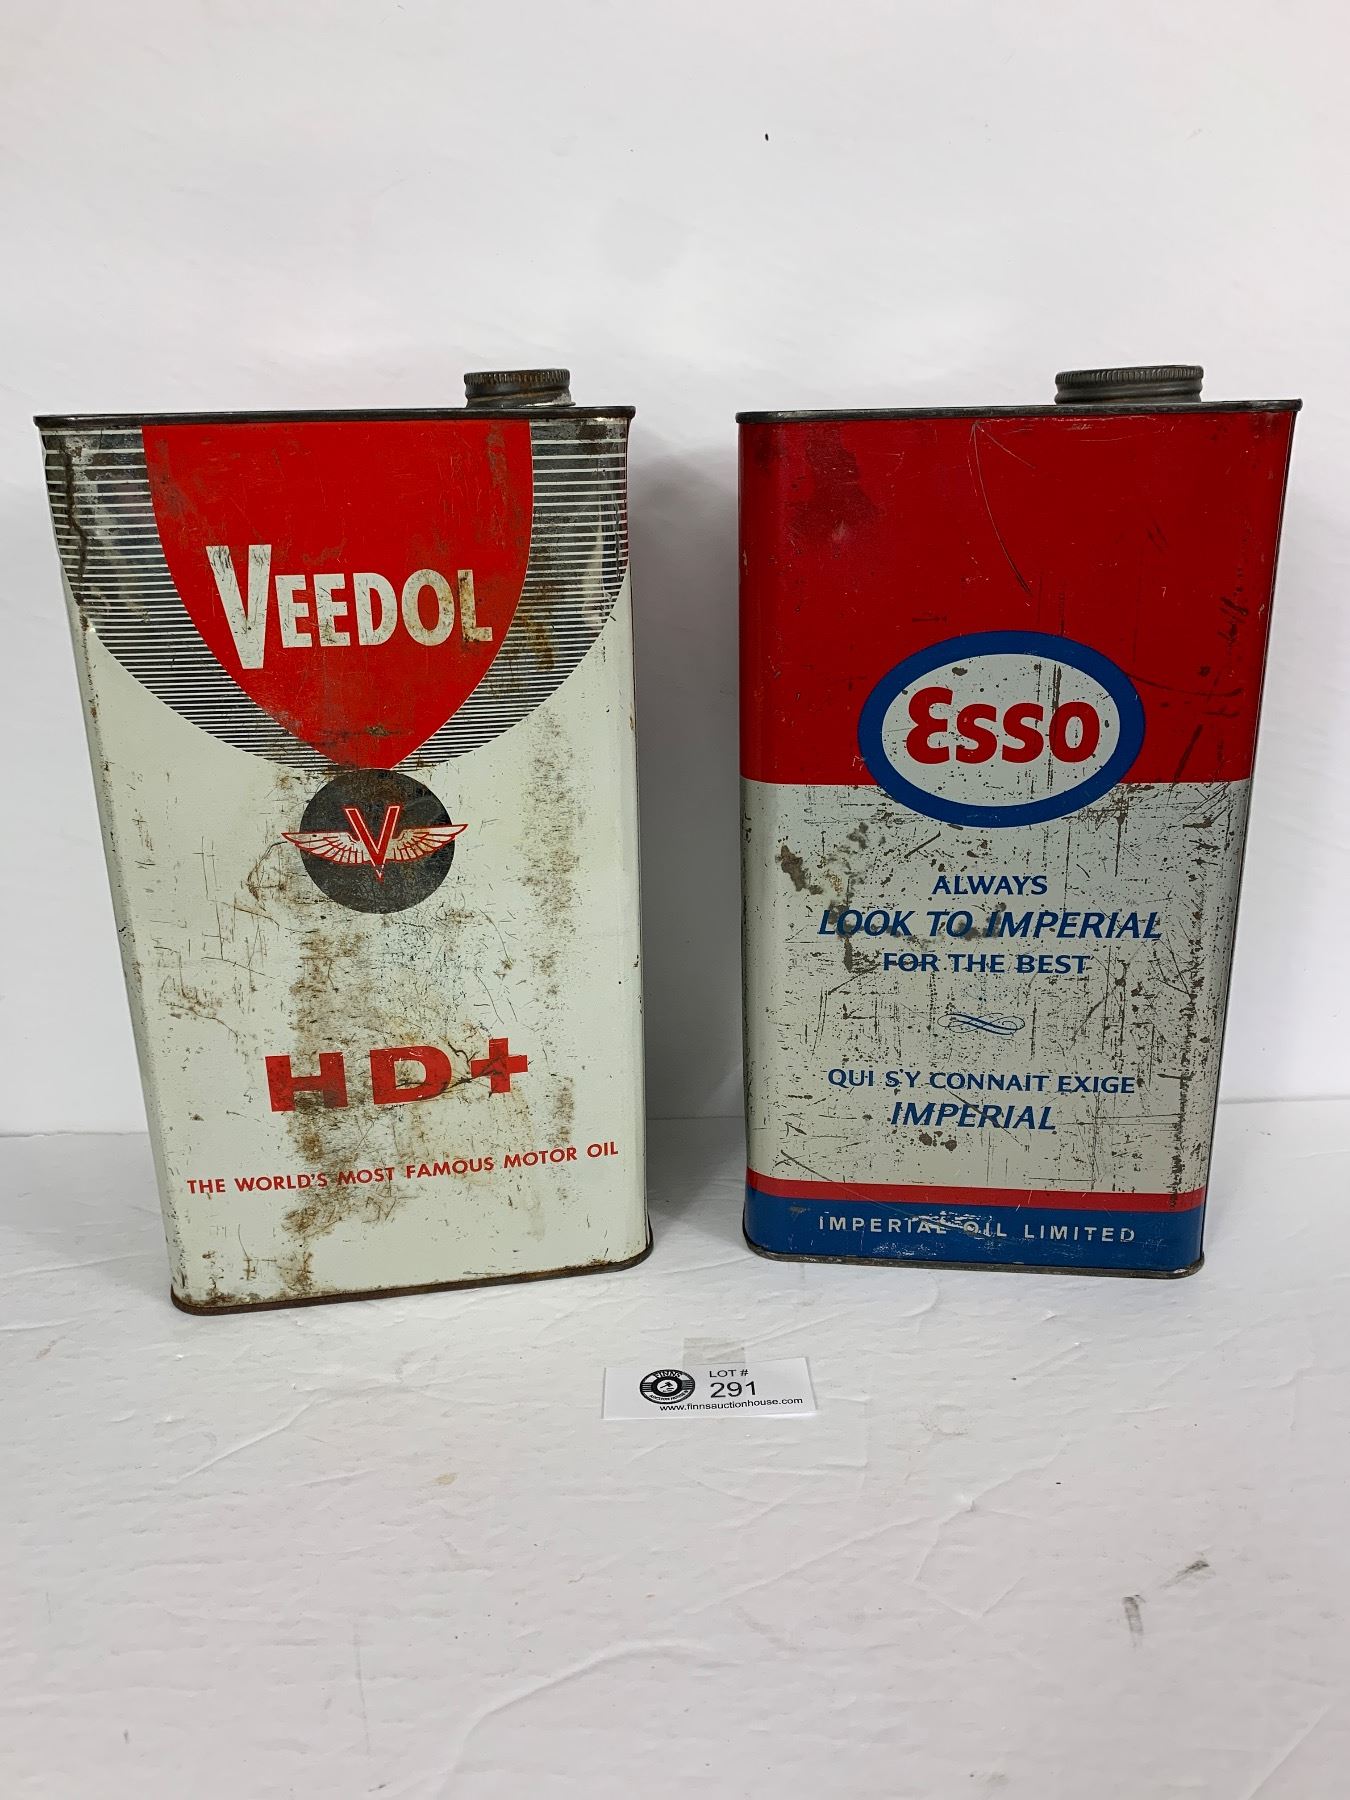 VEEDOL
V
HD+
THE WORLD'S MOST FAMOUS MOTOR OIL
Esso
ALWAYS
LOOK TO IMPERIAL
FOR THE BEST
QUI S'Y CONNAIT EXIGE
IMPERIAL
IMPERIAL OIL LIMITED
FINNS
LOT #
291
www.finnsauctionhouse.com